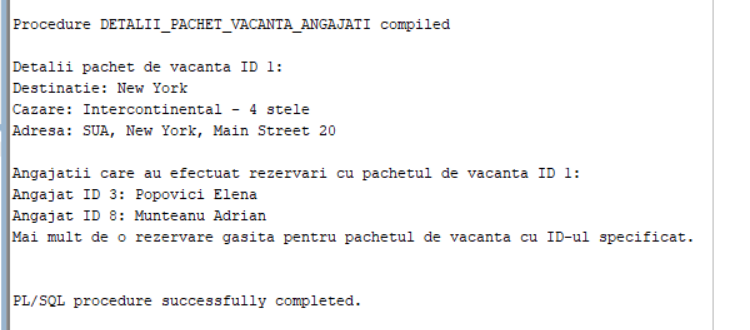 Procedure DETALII_PACHET_VACANTA_ANGAJATI compiled
Detalii pachet de vacanta ID 1:
Destinatie: New York
Cazare: Intercontinental - 4 stele
Adresa: SUA, New York, Main Street 20
Angajatii care au efectuat rezervari cu pachetul de vacanta ID 1:
Angajat ID 3: Popovici Elena
Angajat ID 8: Munteanu Adrian
Mai mult de o rezervare gasita pentru pachetul de vacanta cu ID-ul specificat.
PL/SQL procedure successfully completed.